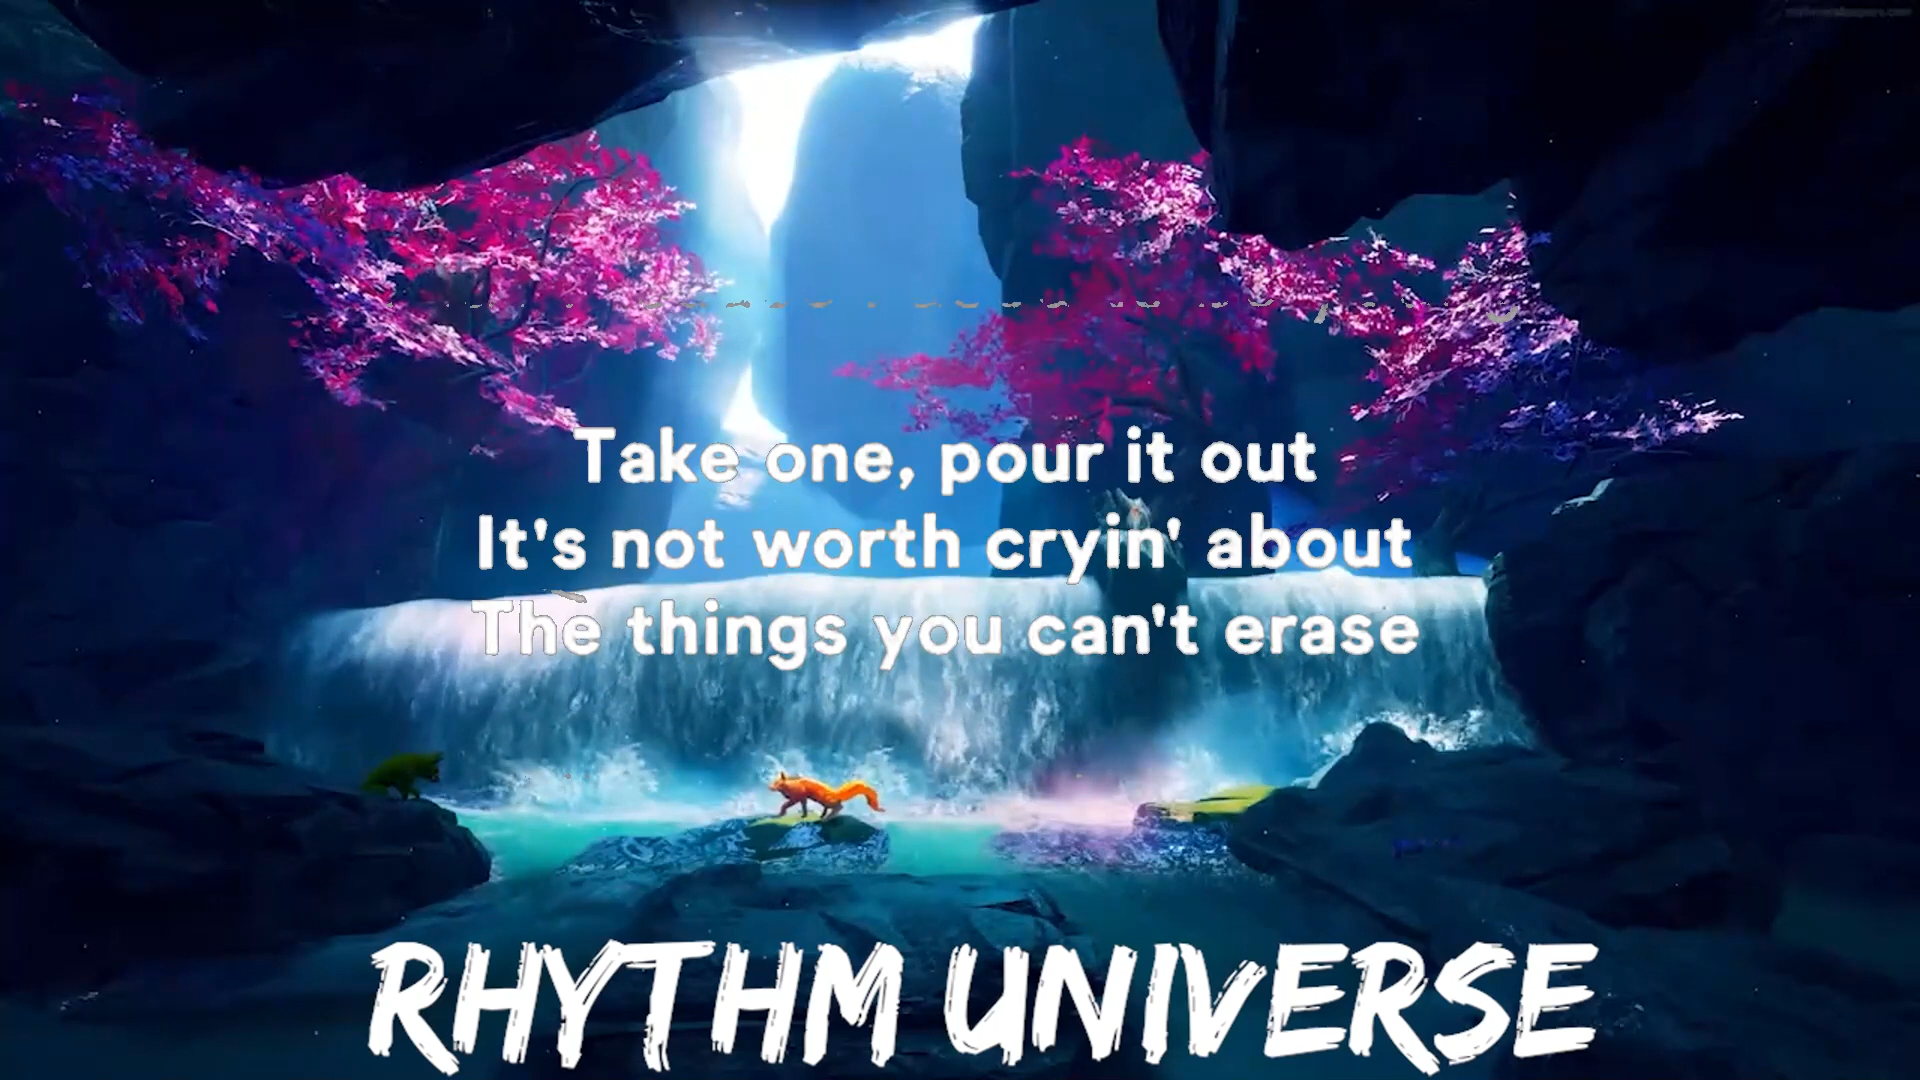 Take one, pour it out
It's not worth cryin' about
The things you can't erase
RHYTHM UNIVERSE